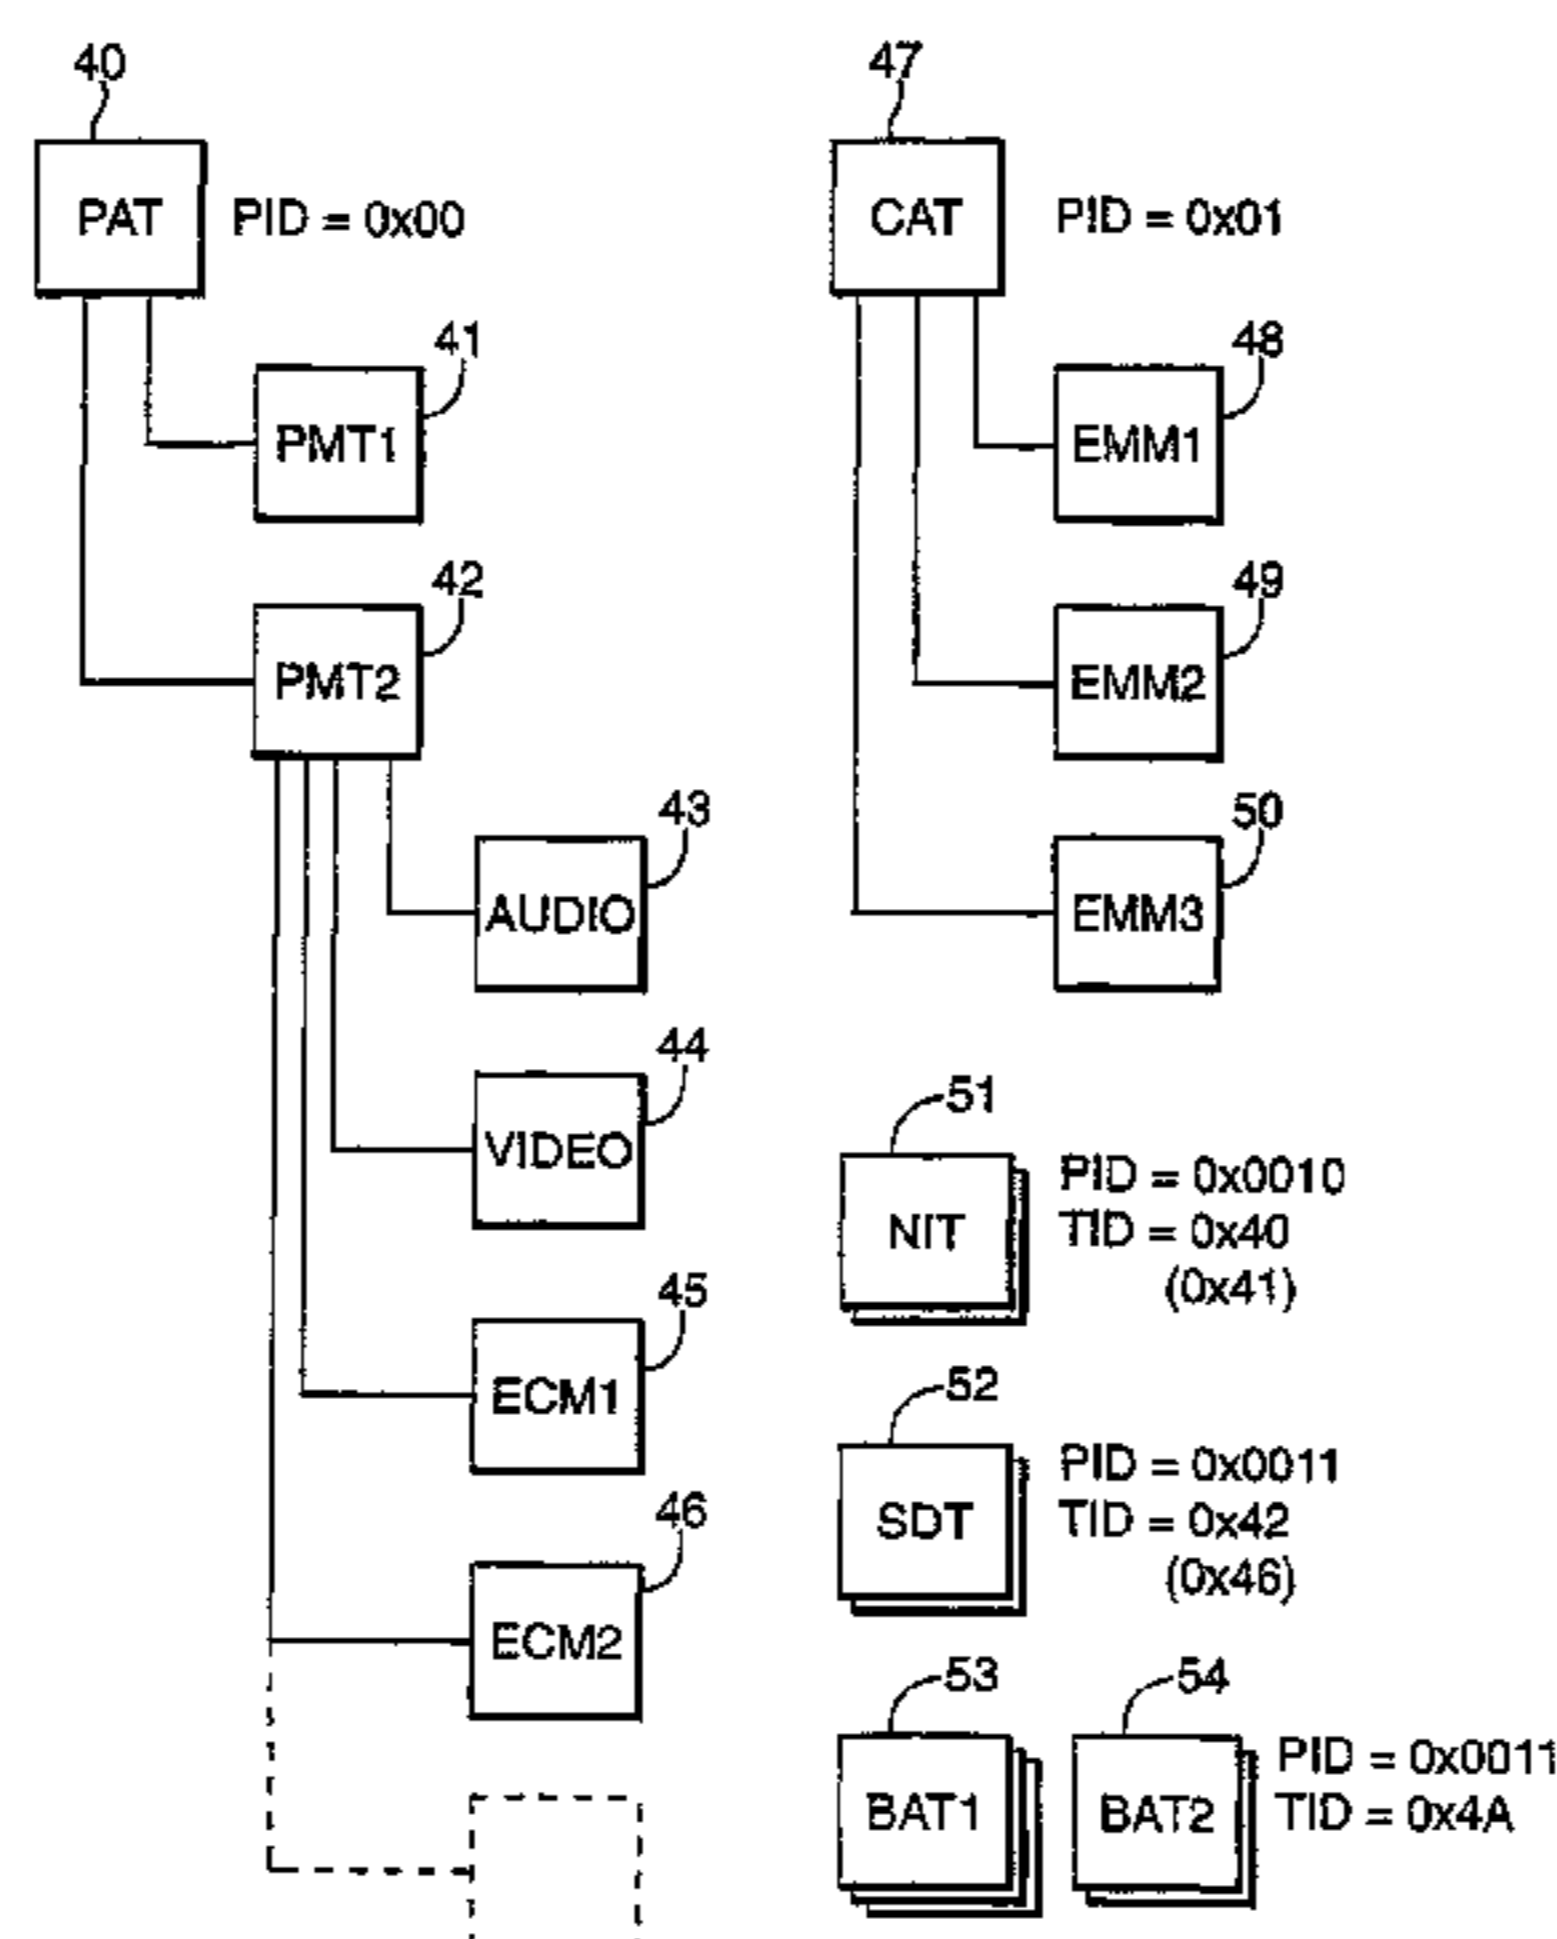 40
PAT
PID = 0x00
41
PMT1
42
PMT2
43
AUDIO
44
VIDEO
45
ECM1
46
ECM2
47
CAT
PID = 0x01
48
EMM1
49
EMM2
50
EMM3
51
NIT
PID = 0x0010
TID = 0x40
(0x41)
52
SDT
PID = 0x0011
TID = 0x42
(0x46)
53
BAT1
54
BAT2
PID = 0x0011
TID = 0x4A